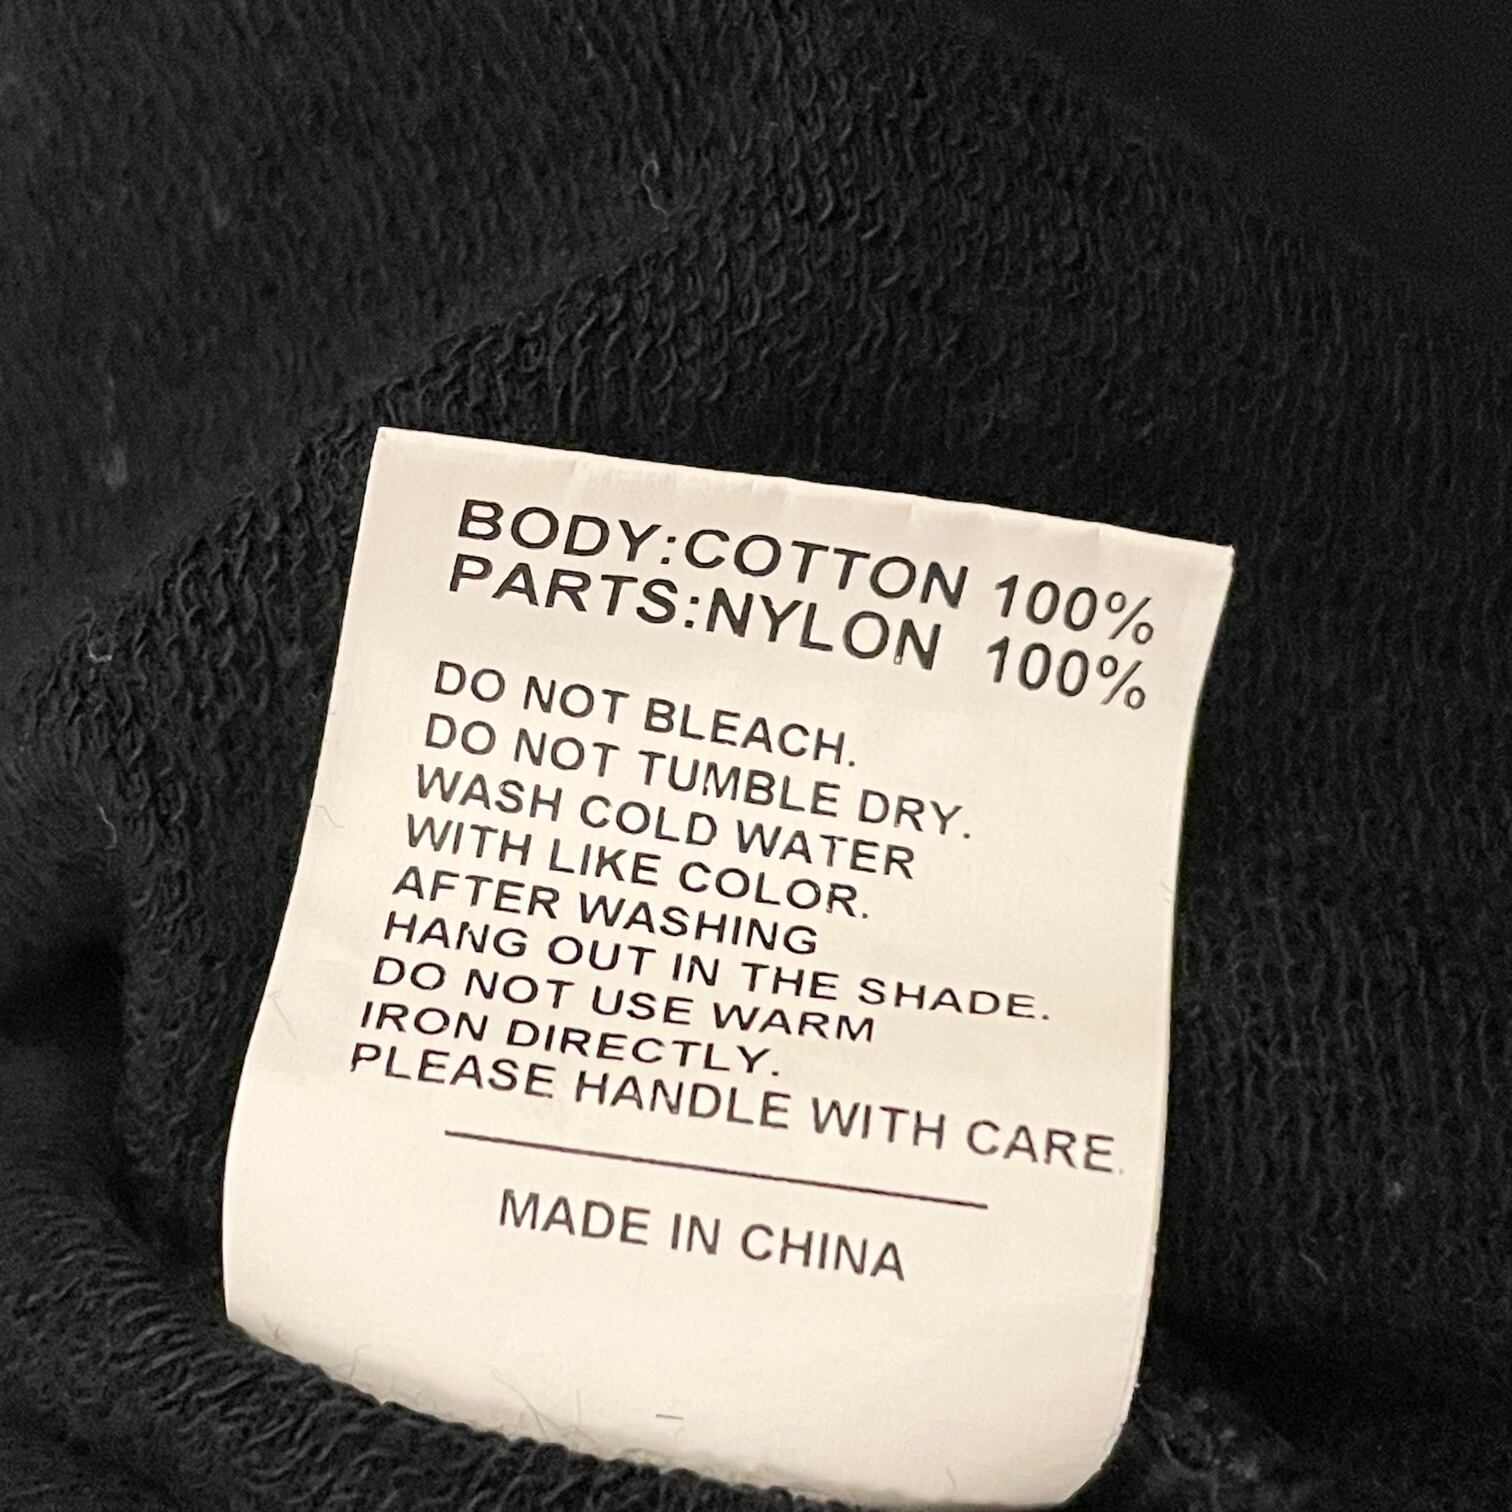 BODY:COTTON 100%
PARTS:NYLON 100%
DO NOT BLEACH.
DO NOT TUMBLE DRY.
WASH COLD WATER
WITH LIKE COLOR.
AFTER WASHING
HANG OUT IN THE SHADE.
DO NOT USE WARM
IRON DIRECTLY.
PLEASE HANDLE WITH CARE.
MADE IN CHINA